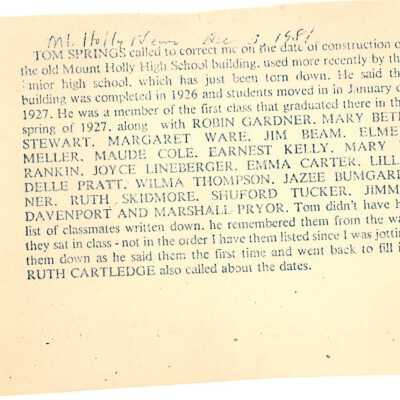 Mt. Holly News Dec 3, 1981
TOM SPRINGS called to correct me on the date of construction o
the old Mount Holly High School building, used more recently by th
unior high school, which has just been torn down. He said th
building was completed in 1926 and students moved in in January o
1927. He was a member of the first class that graduated there in th
spring of 1927, along with ROBIN GARDNER, MARY BETH
STEWART, MARGARET WARE, JIM BEAM, ELME
MELLER, MAUDE COLE, EARNEST KELLY, MARY
RANKIN, JOYCE LINEBERGER, EMMA CARTER, LILL
DELLE PRATT, WILMA THOMPSON, JAZEE BUMGARD
NER, RUTH SKIDMORE, SHUFORD TUCKER, JIMM
DAVENPORT AND MARSHALL PRYOR. Tom didn't have h
list of classmates written down, he remembered them from the wa
they sat in class - not in the order I have them listed since I was jottin
them down as he said them the first time and went back to fill i
RUTH CARTLEDGE also called about the dates.